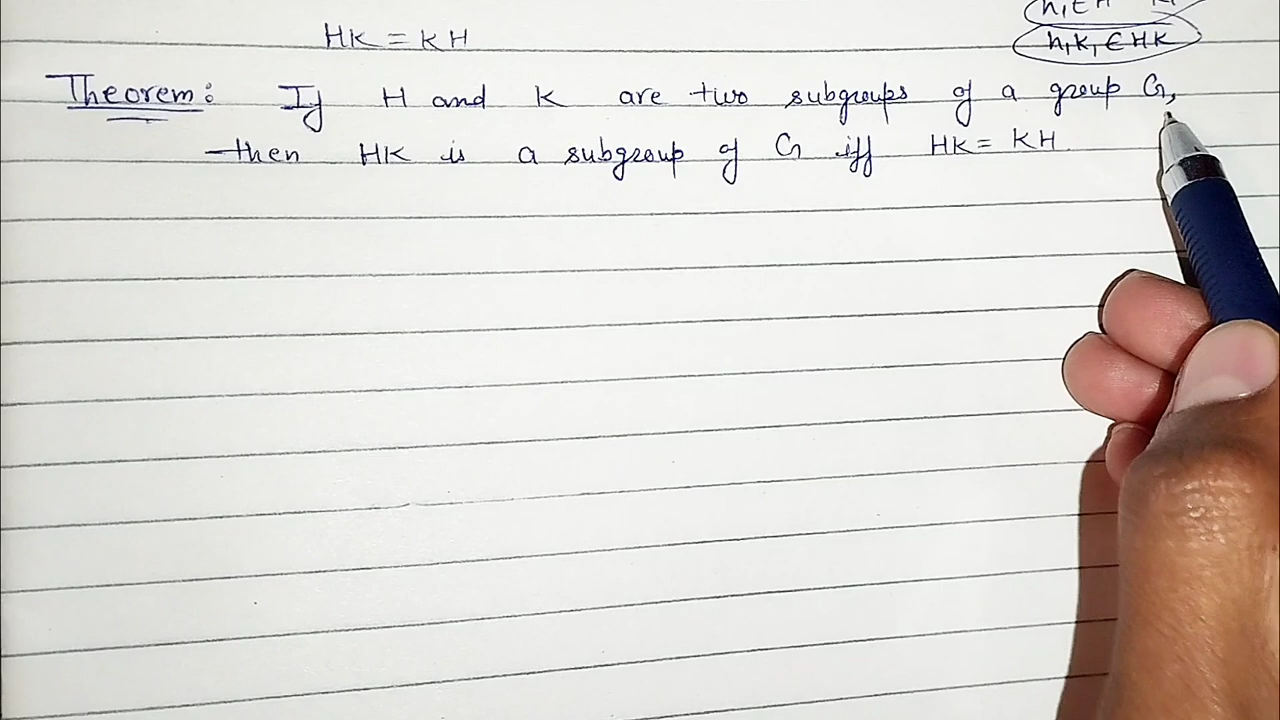 h₁∈H
HK = KH
h₁k₁ ∈ HK
Theorem: If H and K are two subgroups of a group G,
then HK is a subgroup of G iff HK = KH.